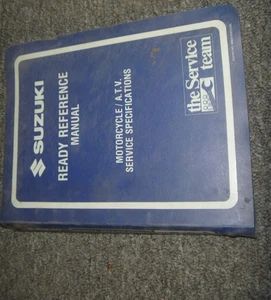 SUZUKI
READY REFERENCE
MANUAL
MOTORCYCLE / A.T.V.
SERVICE SPECIFICATIONS
the Service
team